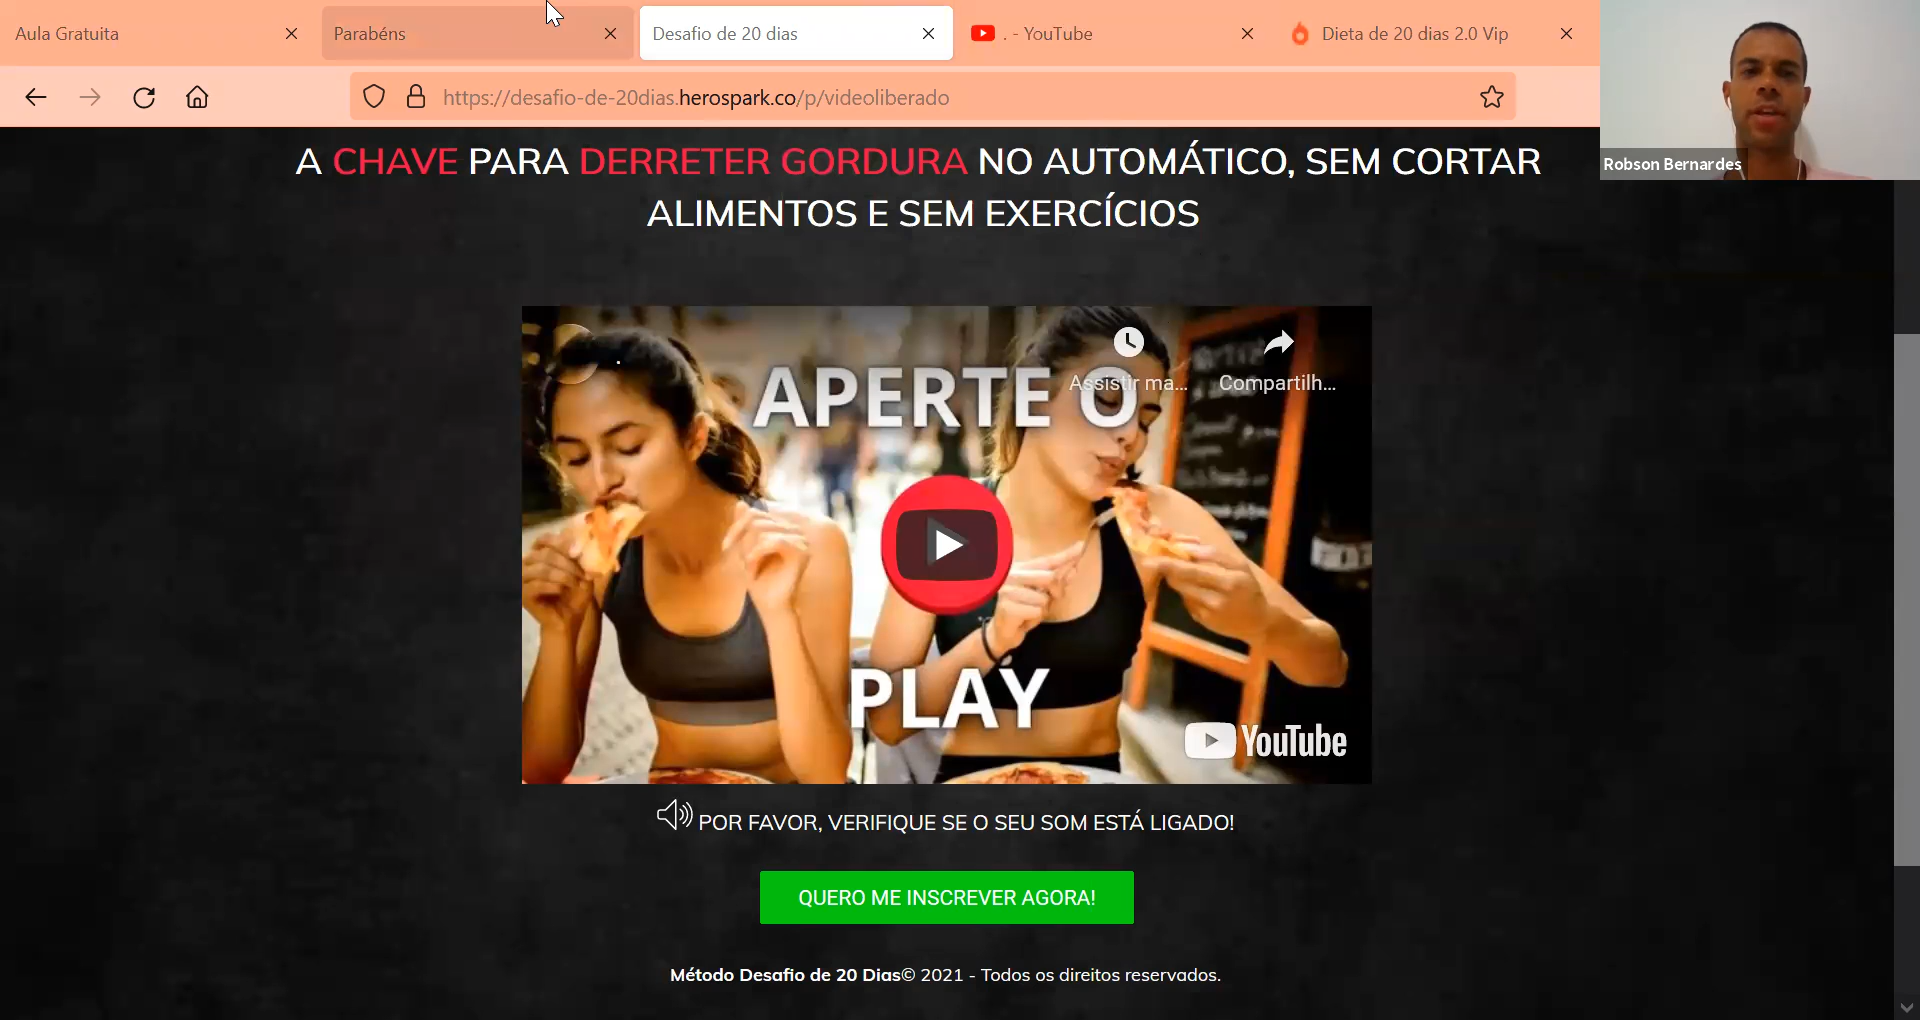 Aula Gratuita
Parabéns
Desafio de 20 dias
. - YouTube
Dieta de 20 dias 2.0 Vip
https://desafio-de-20dias.herospark.co/p/videoliberado
Robson Bernardes
A CHAVE PARA DERRETER GORDURA NO AUTOMÁTICO, SEM CORTAR
ALIMENTOS E SEM EXERCÍCIOS
Assistir ma...
Compartilh...
APERTE O
PLAY
YouTube
POR FAVOR, VERIFIQUE SE O SEU SOM ESTÁ LIGADO!
QUERO ME INSCREVER AGORA!
Método Desafio de 20 Dias© 2021 - Todos os direitos reservados.